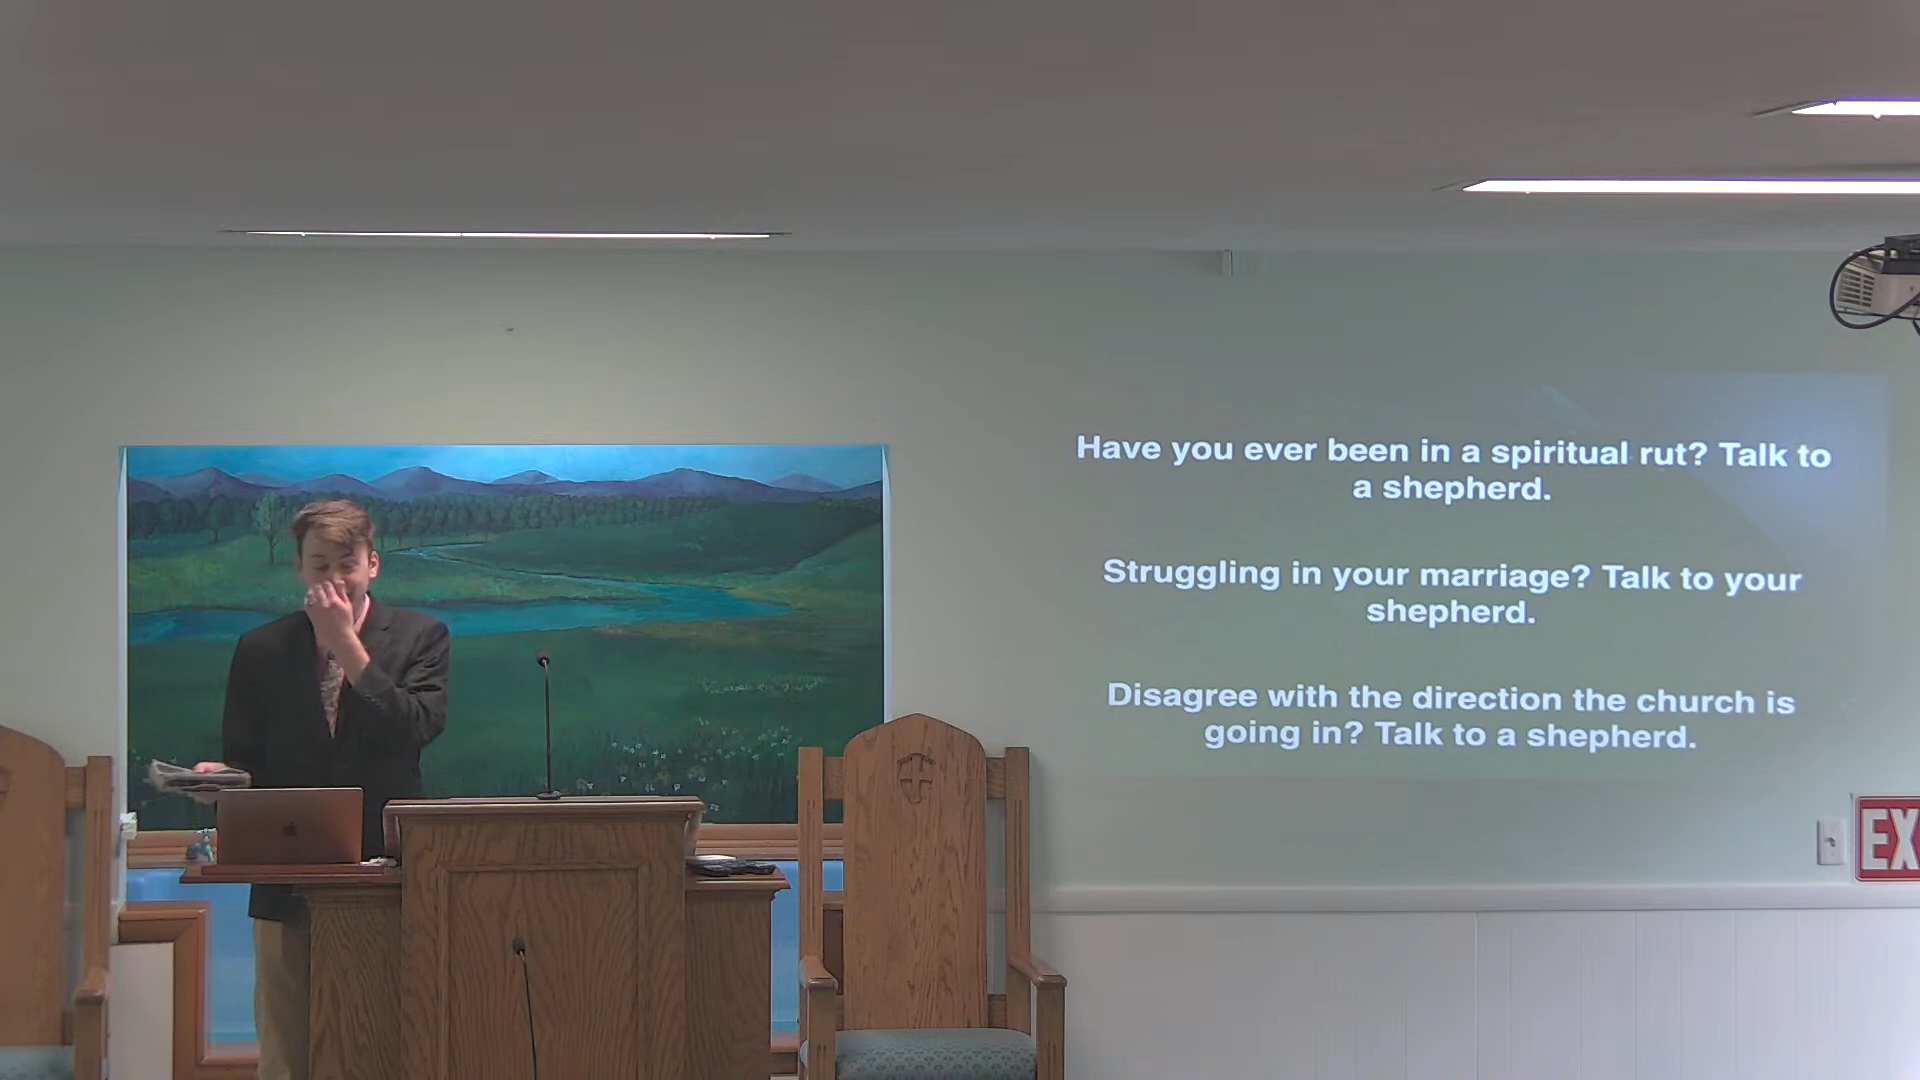 Have you ever been in a spiritual rut? Talk to
a shepherd.
Struggling in your marriage? Talk to your
shepherd.
Disagree with the direction the church is
going in? Talk to a shepherd.
EX